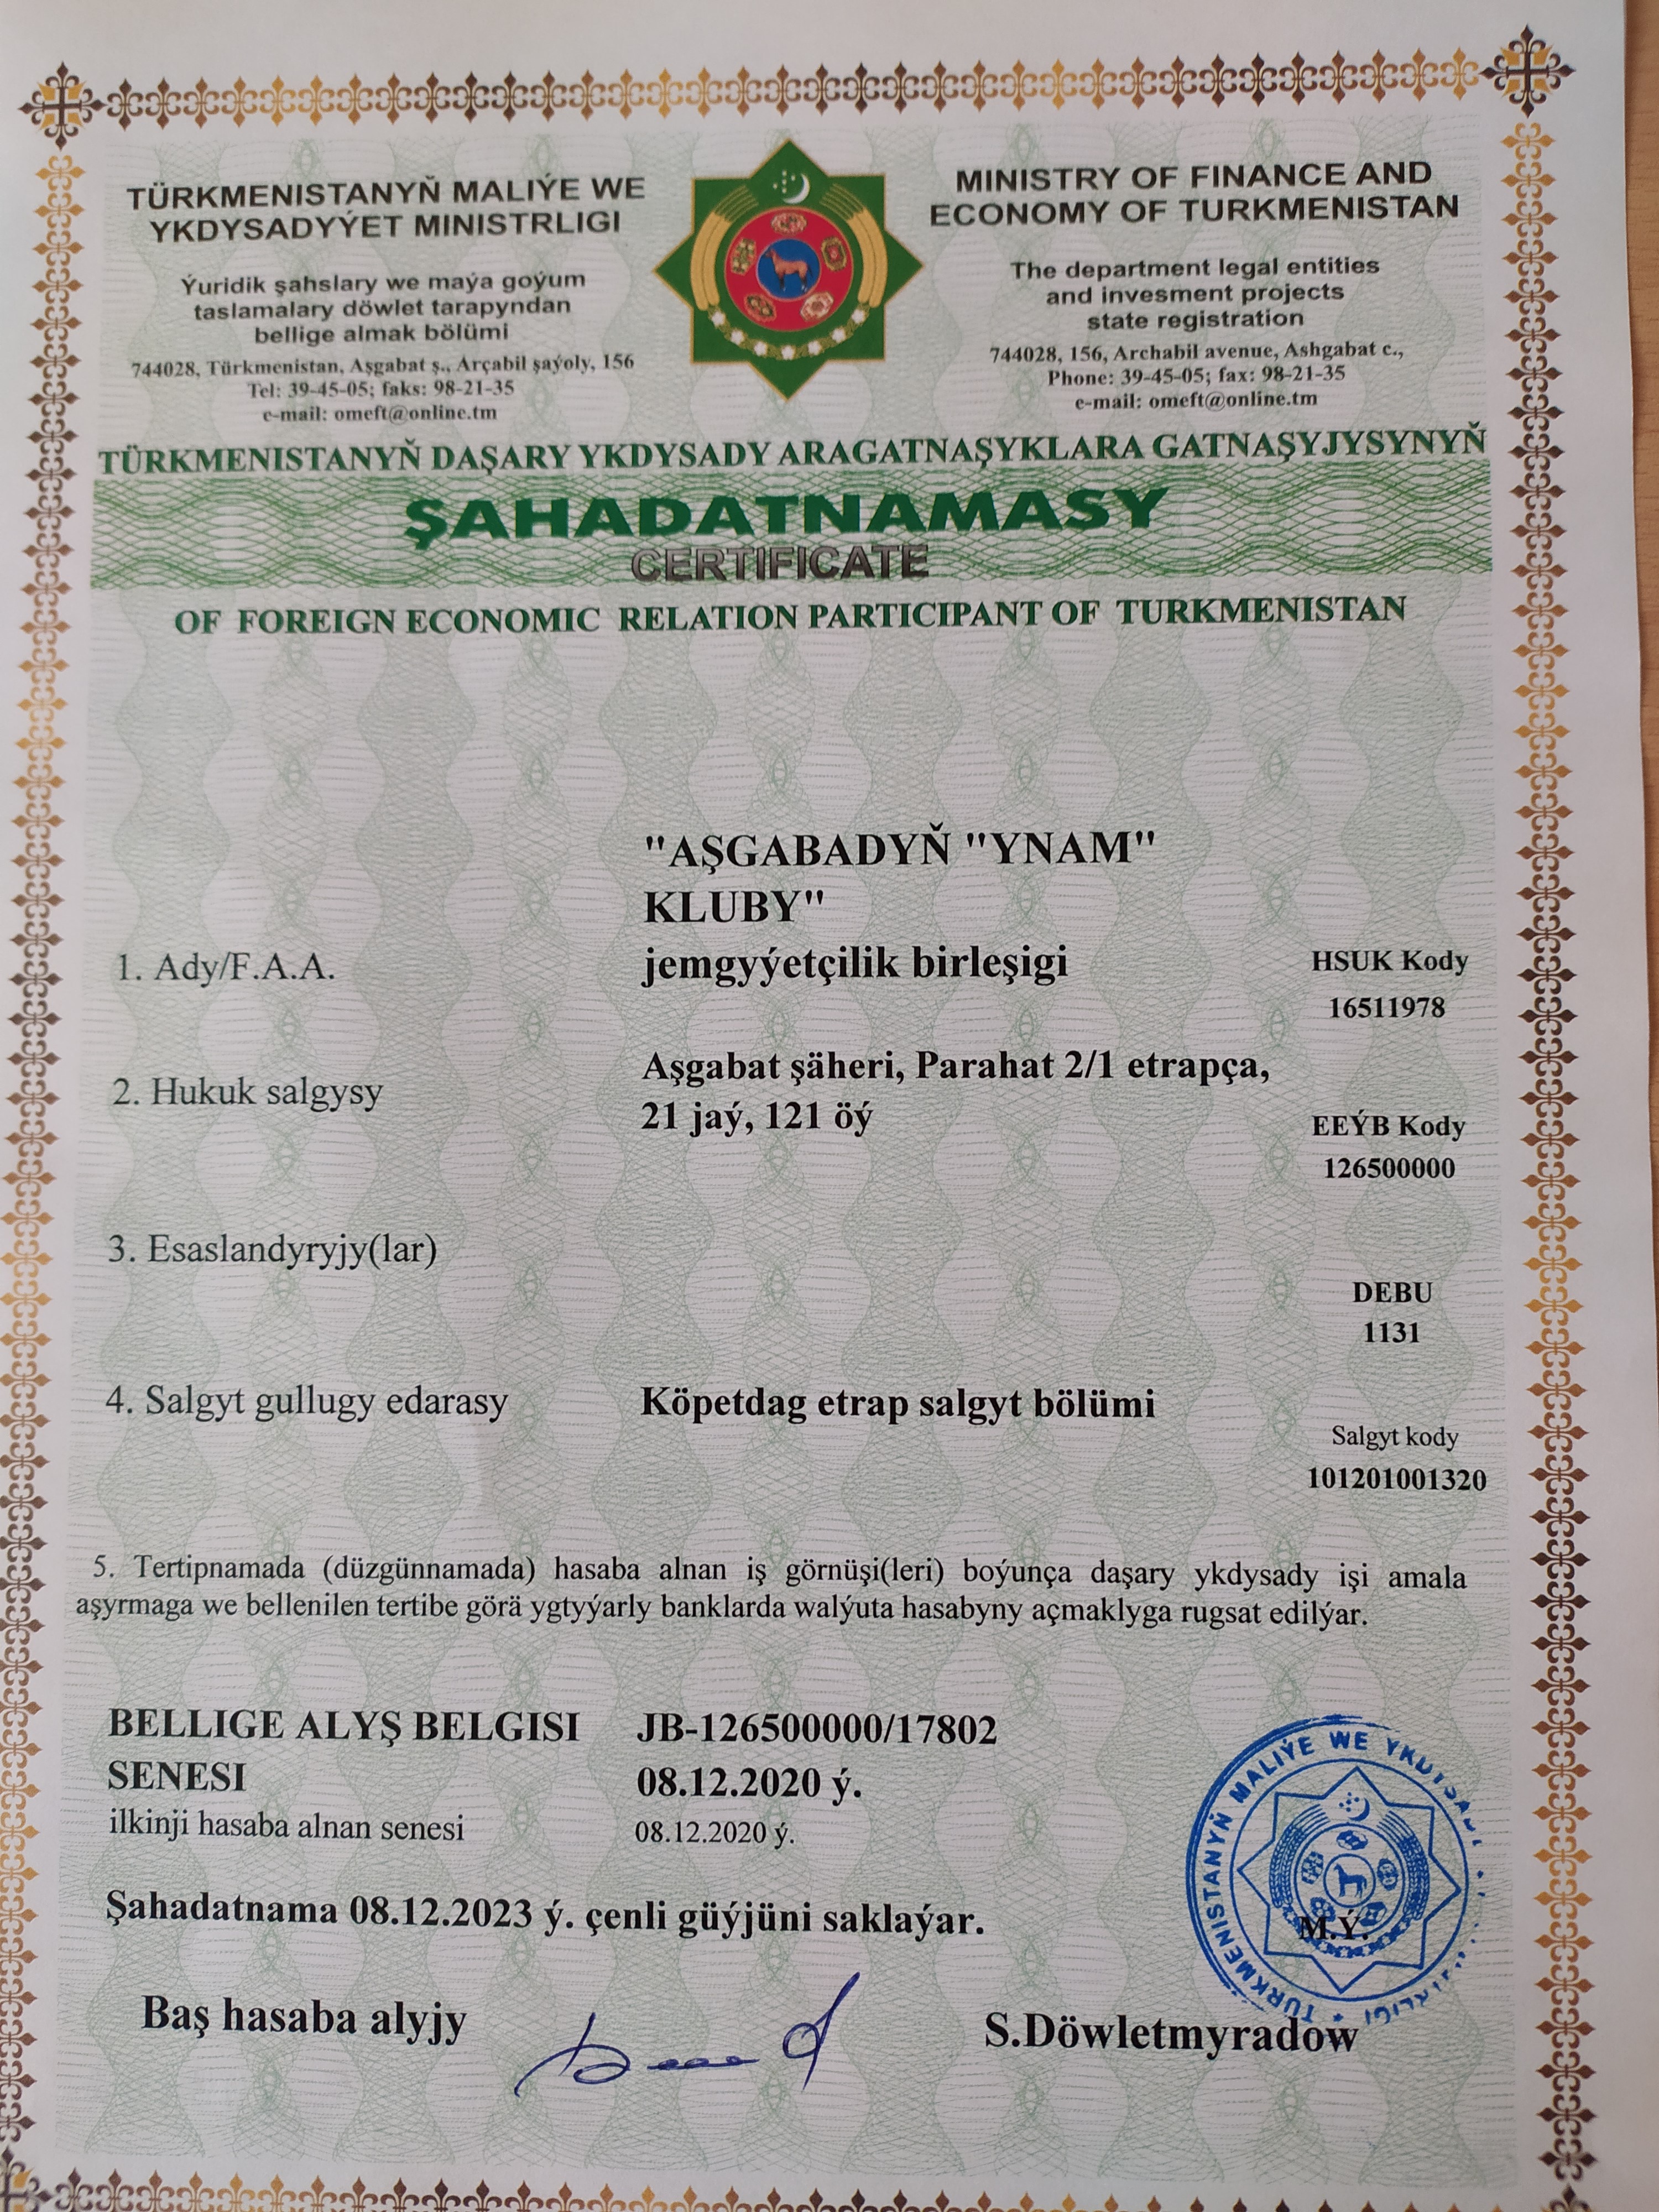 TÜRKMENISTANYŇ MALIÝE WE
YKDYSADYÝET MINISTRLIGI
Ýuridik şahslary we maýa goýum
taslamalary döwlet tarapyndan
bellige almak bölümi
744028, Türkmenistan, Aşgabat ş., Arçabil şaýoly, 156
Tel: 39-45-05; faks: 98-21-35
e-mail: omeft@online.tm
MINISTRY OF FINANCE AND
ECONOMY OF TURKMENISTAN
The department legal entities
and invesment projects
state registration
744028, 156, Archabil avenue, Ashgabat c.,
Phone: 39-45-05; fax: 98-21-35
e-mail: omeft@online.tm
TÜRKMENISTANYŇ DAŞARY YKDYSADY ARAGATNAŞYKLARA GATNAŞYJYSYNYŇ
ŞAHADATNAMASY
CERTIFICATE
OF FOREIGN ECONOMIC RELATION PARTICIPANT OF TURKMENISTAN
"AŞGABADYŇ "YNAM"
KLUBY"
1. Ady/F.A.A.
jemgyýetçilik birleşigi
HSUK Kody
16511978
2. Hukuk salgysy
Aşgabat şäheri, Parahat 2/1 etrapça,
21 jaý, 121 öý
EEÝB Kody
126500000
3. Esaslandyryjy(lar)
DEBU
1131
4. Salgyt gullugy edarasy
Köpetdag etrap salgyt bölümi
Salgyt kody
101201001320
5. Tertipnamada (düzgünnamada) hasaba alnan iş görnüşi(leri) boýunça daşary ykdysady işi amala
aşyrmaga we bellenilen tertibe görä ygtyýarly banklarda walýuta hasabyny açmaklyga rugsat edilýar.
BELLIGE ALYŞ BELGISI JB-126500000/17802
SENESI 08.12.2020 ý.
ilkinji hasaba alnan senesi 08.12.2020 ý.
Şahadatnama 08.12.2023 ý. çenli güýjüni saklaýar.
TÜRKMENISTANYŇ MALIÝE WE
M.Ý.
Baş hasaba alyjy
S.Döwletmyradow